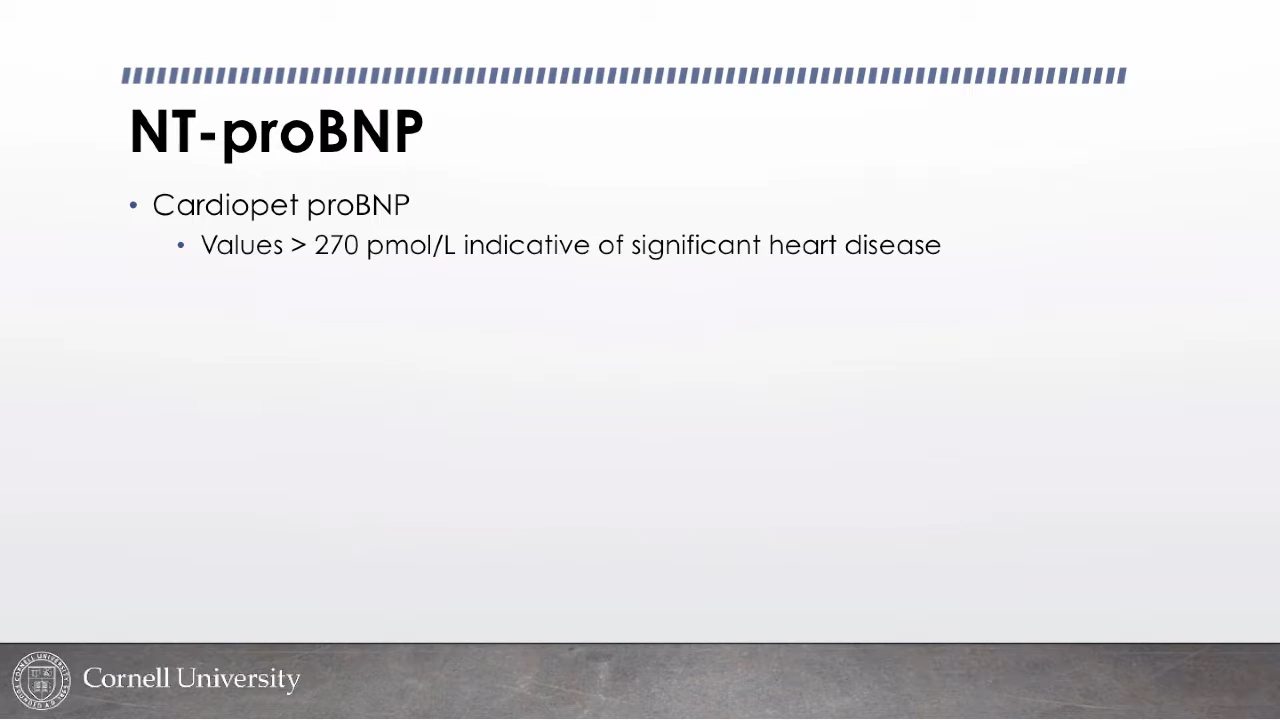 NT-proBNP
• Cardiopet proBNP
• Values > 270 pmol/L indicative of significant heart disease
Cornell University